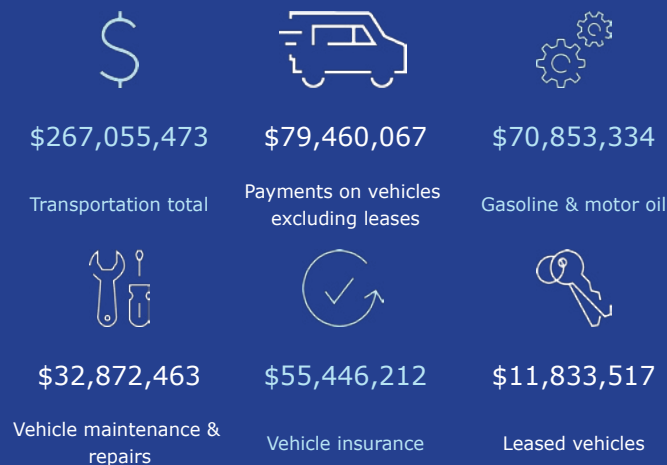 $
$267,055,473
$79,460,067
$70,853,334
Transportation total
Payments on vehicles
excluding leases
Gasoline & motor oil
$32,872,463
$55,446,212
$11,833,517
Vehicle maintenance &
repairs
Vehicle insurance
Leased vehicles